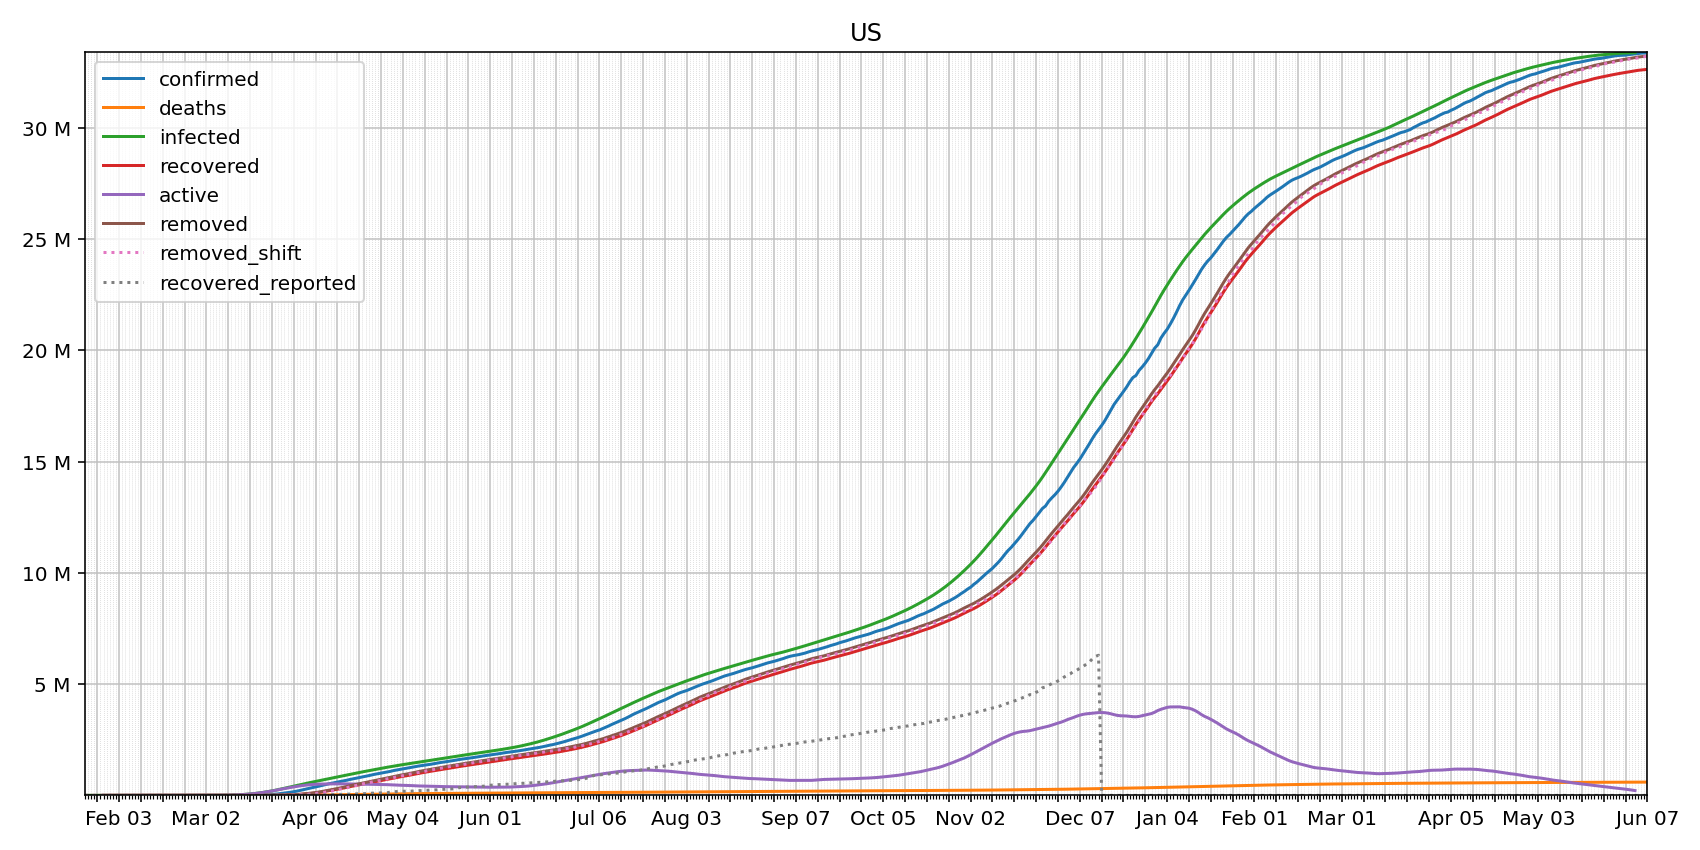 US
confirmed
deaths
infected
recovered
active
removed
removed_shift
recovered_reported
30 M
25 M
20 M
15 M
10 M
5 M
Feb 03 Mar 02 Apr 06 May 04 Jun 01 Jul 06 Aug 03 Sep 07 Oct 05 Nov 02 Dec 07 Jan 04 Feb 01 Mar 01 Apr 05 May 03 Jun 07